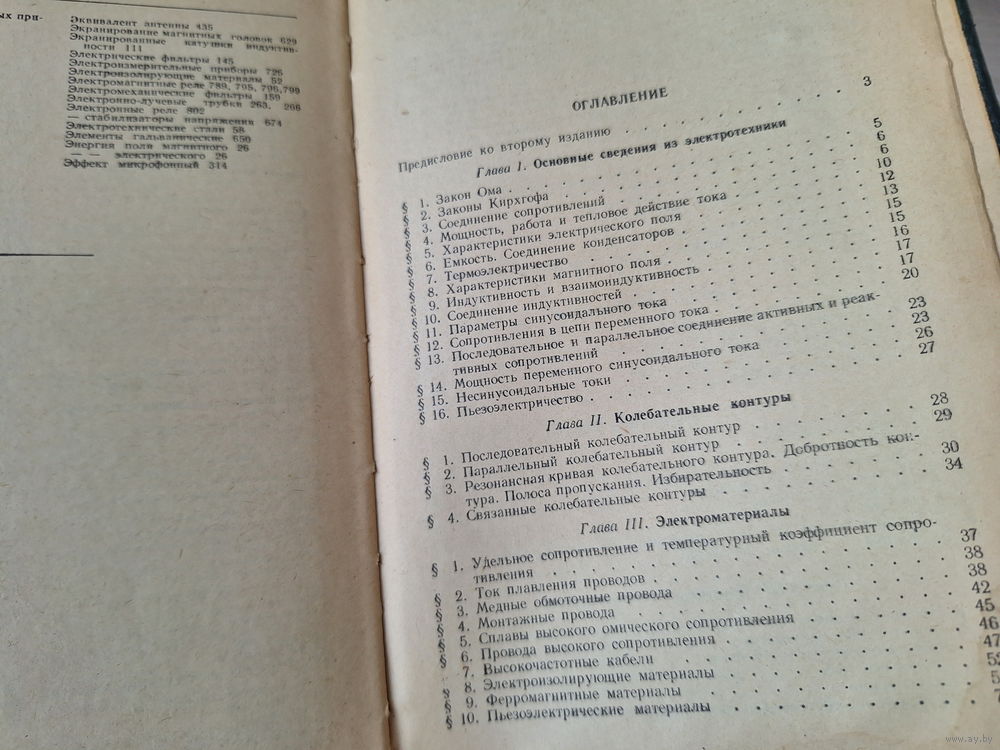 ых при-
Эквивалент антенны 435
Экранирование магнитных головок 629
Экранированные катушки индуктив-
ности 111
Электрические фильтры 145
Электроизмерительные приборы 726
Электроизолирующие материалы 52
Электромагнитные реле 789, 795, 796, 799
Электромеханические фильтры 159
Электронно-лучевые трубки 263, 266
Электронные реле 802
— стабилизаторы напряжения 674
Электротехнические стали 58
Элементы гальванические 650
Энергия поля магнитного 26
— — электрического 26
Эффект микрофонный 314
ОГЛАВЛЕНИЕ
Предисловие ко второму изданию 3
Глава I. Основные сведения из электротехники
§ 1. Закон Ома 5
§ 2. Законы Кирхгофа 6
§ 3. Соединение сопротивлений 6
§ 4. Мощность, работа и тепловое действие тока 10
§ 5. Характеристики электрического поля 12
§ 6. Емкость. Соединение конденсаторов 13
§ 7. Термоэлектричество 15
§ 8. Характеристики магнитного поля 15
§ 9. Индуктивность и взаимоиндуктивность 16
§ 10. Соединение индуктивностей 17
§ 11. Параметры синусоидального тока 17
§ 12. Сопротивления в цепи переменного тока 20
§ 13. Последовательное и параллельное соединение активных и реак-
тивных сопротивлений 23
§ 14. Мощность переменного синусоидального тока 23
§ 15. Несинусоидальные токи 26
§ 16. Пьезоэлектричество 27
Глава II. Колебательные контуры
§ 1. Последовательный колебательный контур 28
§ 2. Параллельный колебательный контур 29
§ 3. Резонансная кривая колебательного контура. Добротность кон-
тура. Полоса пропускания. Избирательность 30
§ 4. Связанные колебательные контуры 34
Глава III. Электроматериалы
§ 1. Удельное сопротивление и температурный коэффициент сопро-
тивления 37
§ 2. Ток плавления проводов 38
§ 3. Медные обмоточные провода 38
§ 4. Монтажные провода 42
§ 5. Сплавы высокого омического сопротивления 45
§ 6. Провода высокого сопротивления 46
§ 7. Высокочастотные кабели 47
§ 8. Электроизолирующие материалы 52
§ 9. Ферромагнитные материалы
§ 10. Пьезоэлектрические материалы
www.ay.by